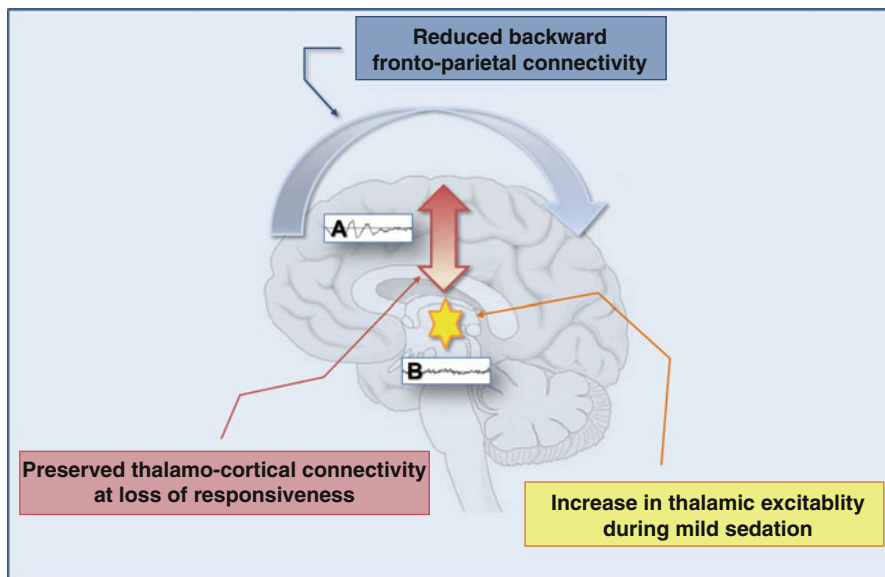 Reduced backward
fronto-parietal connectivity
A
B
Preserved thalamo-cortical connectivity
at loss of responsiveness
Increase in thalamic excitablity
during mild sedation